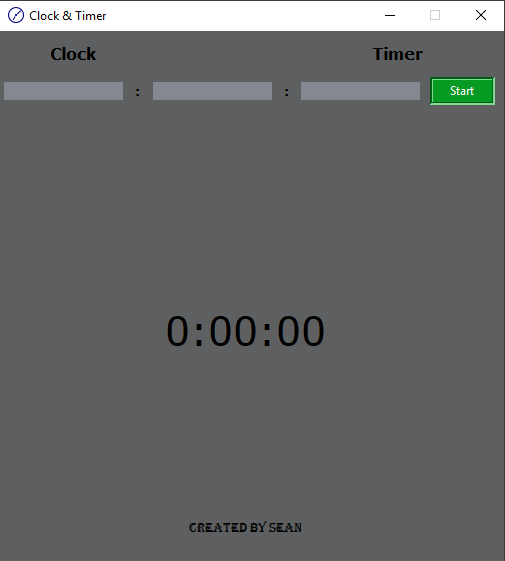 Clock & Timer
Clock Timer
: : Start
0:00:00
CREATED BY SEAN